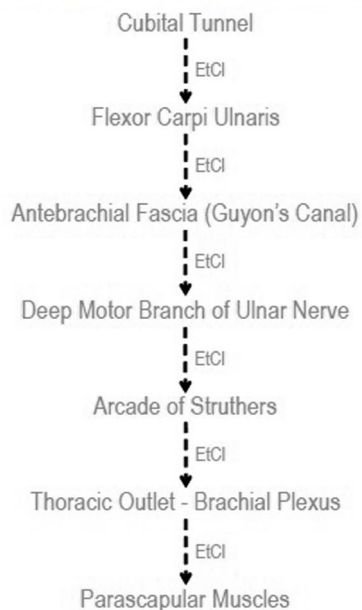 Cubital Tunnel
EtCl
Flexor Carpi Ulnaris
EtCl
Antebrachial Fascia (Guyon's Canal)
EtCl
Deep Motor Branch of Ulnar Nerve
EtCl
Arcade of Struthers
EtCl
Thoracic Outlet - Brachial Plexus
EtCl
Parascapular Muscles